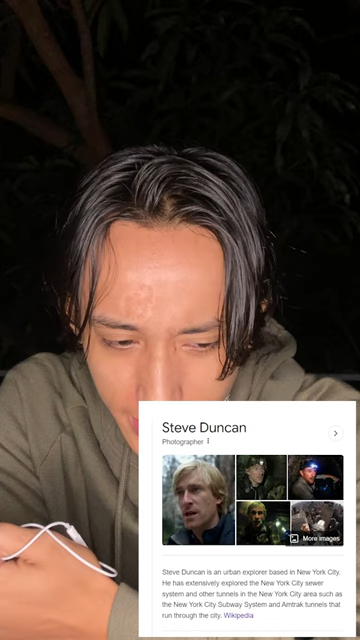 Steve Duncan
Photographer
More images
Steve Duncan is an urban explorer based in New York City.
He has extensively explored the New York City sewer
system and other tunnels in the New York City area such as
the New York City Subway System and Amtrak tunnels that
run through the city. Wikipedia